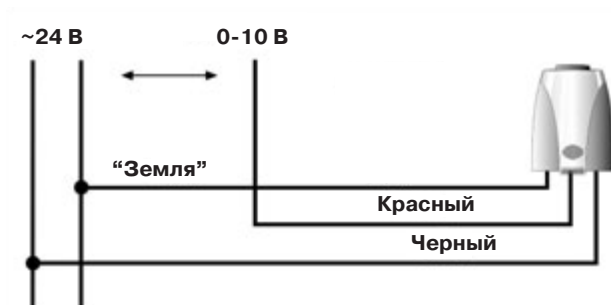 ~24 В
0-10 В
“Земля”
Красный
Черный